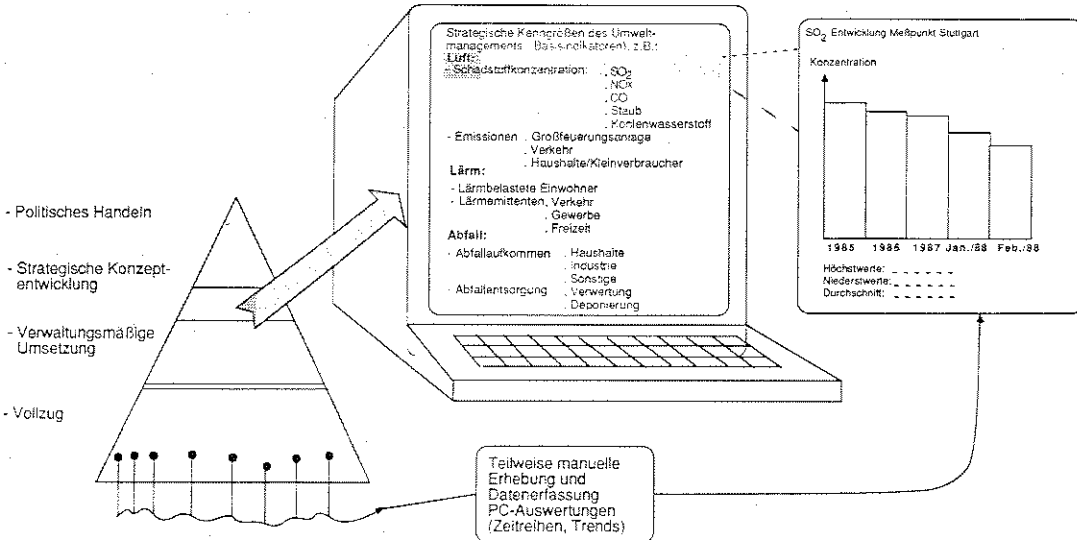 - Politisches Handeln
- Strategische Konzept-
entwicklung
- Verwaltungsmäßige
Umsetzung
- Vollzug
Strategische Kenngrößen des Umwelt-
managements (Basisindikatoren), z.B.:
Luft:
- Schadstoffkonzentration: . SO₂
. NOx
. CO
. Staub
. Kohlenwasserstoff
- Emissionen . Großfeuerungsanlage
. Verkehr
. Haushalte/Kleinverbraucher
Lärm:
- Lärmbelastete Einwohner
- Lärmemittenten . Verkehr
. Gewerbe
. Freizeit
Abfall:
- Abfallaufkommen . Haushalte
. Industrie
. Sonstige
- Abfallentsorgung . Verwertung
. Deponierung
SO₂ Entwicklung Meßpunkt Stuttgart
Konzentration
1985 1986 1987 Jan./88 Feb./88
Höchstwerte:
Niederstwerte:
Durchschnitt:
Teilweise manuelle
Erhebung und
Datenerfassung
PC-Auswertungen
(Zeitreihen, Trends)